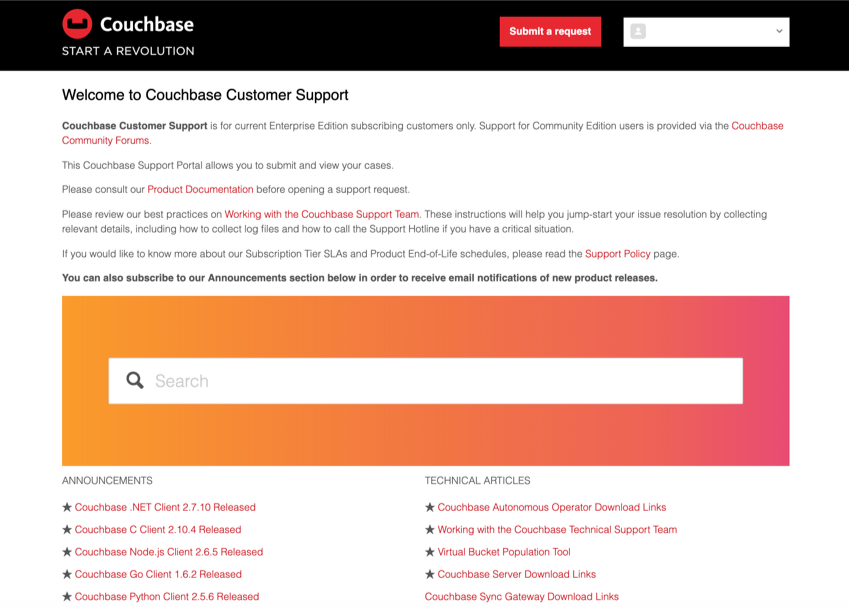 Couchbase
START A REVOLUTION
Submit a request
Welcome to Couchbase Customer Support
Couchbase Customer Support is for current Enterprise Edition subscribing customers only. Support for Community Edition users is provided via the Couchbase
Community Forums.
This Couchbase Support Portal allows you to submit and view your cases.
Please consult our Product Documentation before opening a support request.
Please review our best practices on Working with the Couchbase Support Team. These instructions will help you jump-start your issue resolution by collecting
relevant details, including how to collect log files and how to call the Support Hotline if you have a critical situation.
If you would like to know more about our Subscription Tier SLAs and Product End-of-Life schedules, please read the Support Policy page.
You can also subscribe to our Announcements section below in order to receive email notifications of new product releases.
Search
ANNOUNCEMENTS
★ Couchbase .NET Client 2.7.10 Released
★ Couchbase C Client 2.10.4 Released
★ Couchbase Node.js Client 2.6.5 Released
★ Couchbase Go Client 1.6.2 Released
★ Couchbase Python Client 2.5.6 Released
TECHNICAL ARTICLES
★ Couchbase Autonomous Operator Download Links
★ Working with the Couchbase Technical Support Team
★ Virtual Bucket Population Tool
★ Couchbase Server Download Links
Couchbase Sync Gateway Download Links